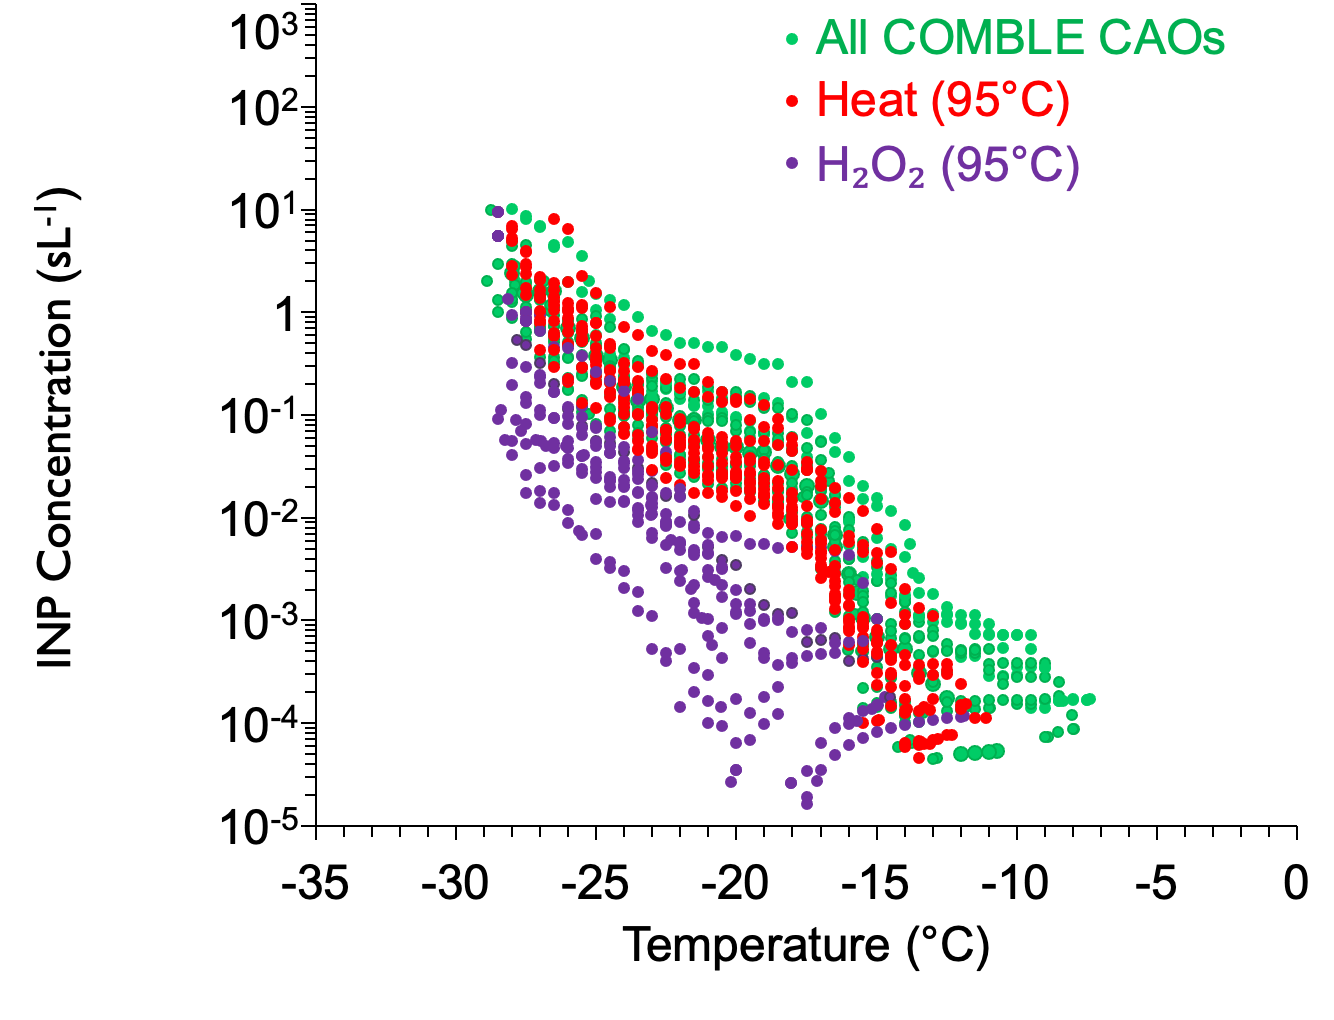 10³
10²
10¹
1
10⁻¹
10⁻²
10⁻³
10⁻⁴
10⁻⁵
INP Concentration (sL⁻¹)
All COMBLE CAOs
Heat (95°C)
H₂O₂ (95°C)
-35 -30 -25 -20 -15 -10 -5 0
Temperature (°C)